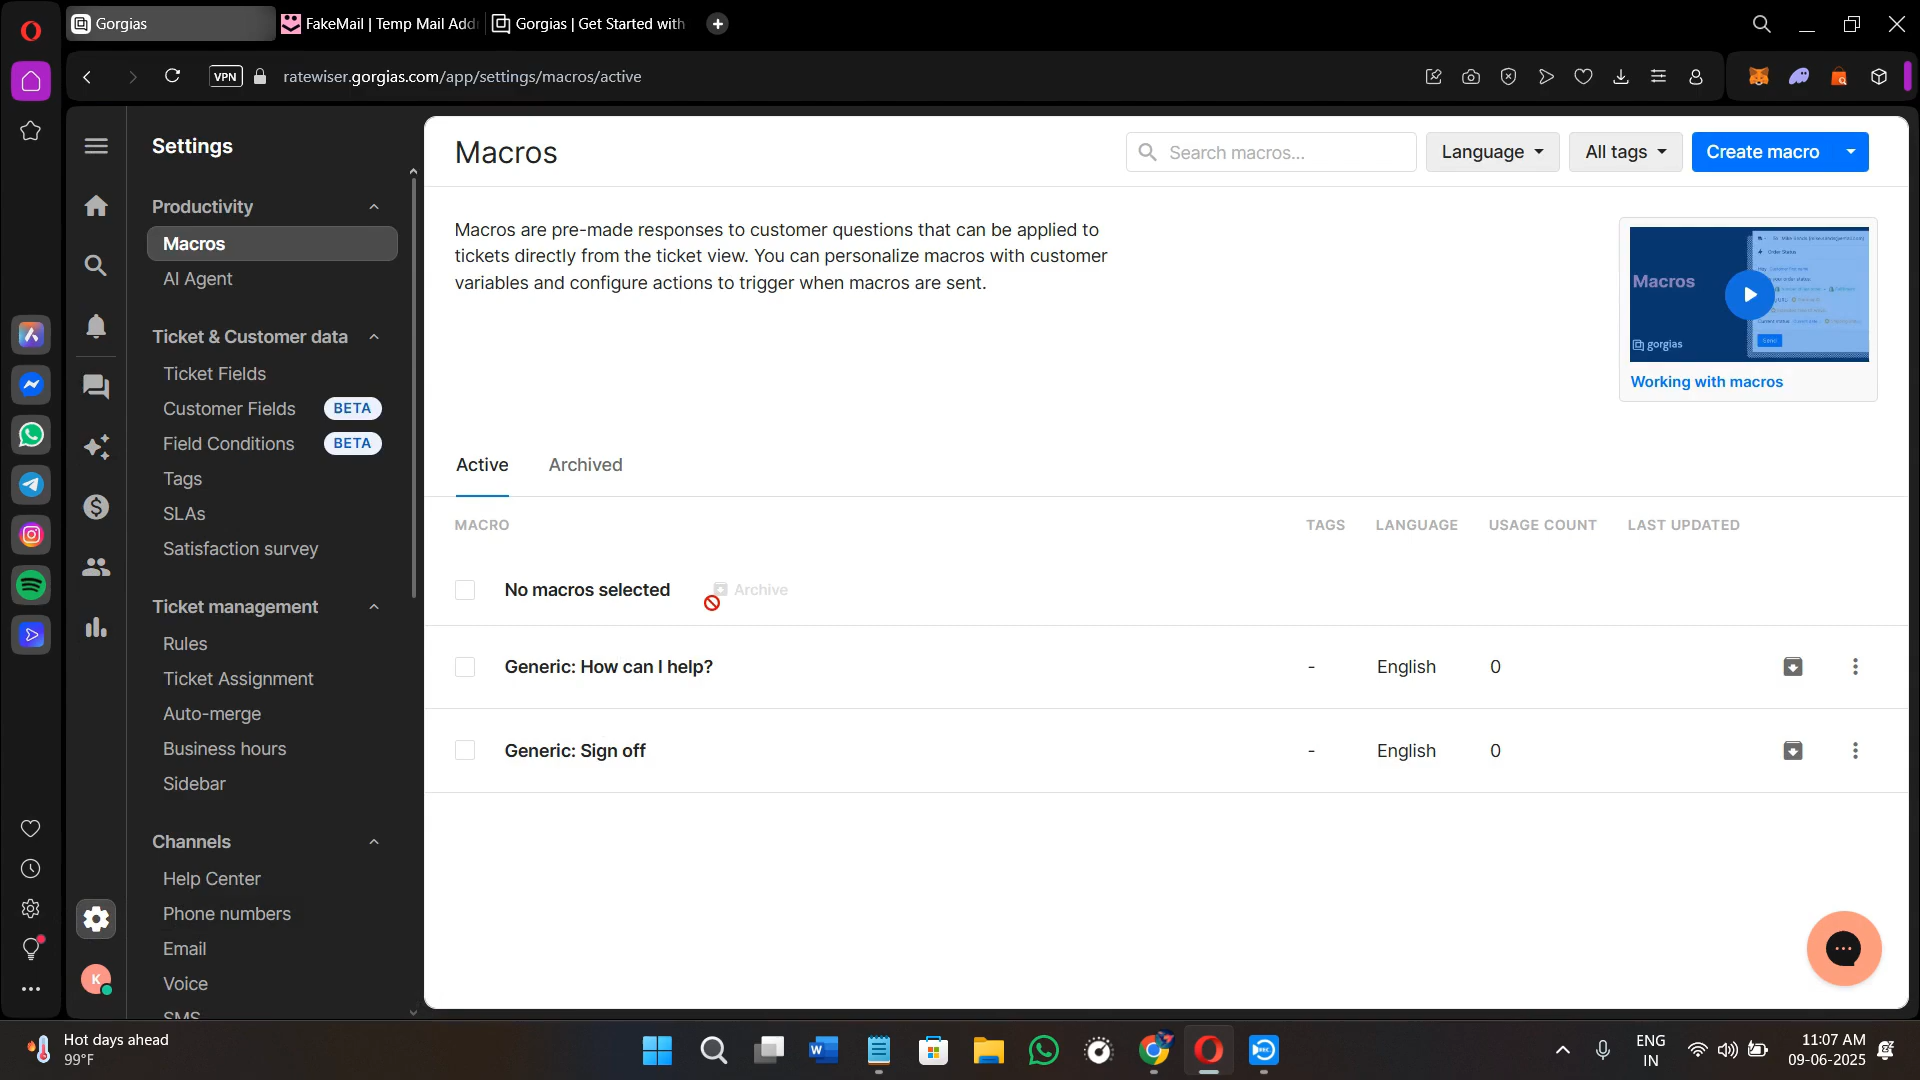 Gorgias
FakeMail | Temp Mail Add
Gorgias | Get Started with
VPN
ratewiser.gorgias.com/app/settings/macros/active
Settings
Productivity
Macros
AI Agent
Ticket & Customer data
Ticket Fields
Customer Fields BETA
Field Conditions BETA
Tags
SLAs
Satisfaction survey
Ticket management
Rules
Ticket Assignment
Auto-merge
Business hours
Sidebar
Channels
Help Center
Phone numbers
Email
Voice
SMS
K
Macros
Search macros...
Language
All tags
Create macro
Macros are pre-made responses to customer questions that can be applied to
tickets directly from the ticket view. You can personalize macros with customer
variables and configure actions to trigger when macros are sent.
Macros
Order Status
Send
gorgias
Working with macros
Active Archived
MACRO TAGS LANGUAGE USAGE COUNT LAST UPDATED
No macros selected Archive
Generic: How can I help? - English 0
Generic: Sign off - English 0
Hot days ahead
99°F
ENG
IN
11:07 AM
09-06-2025